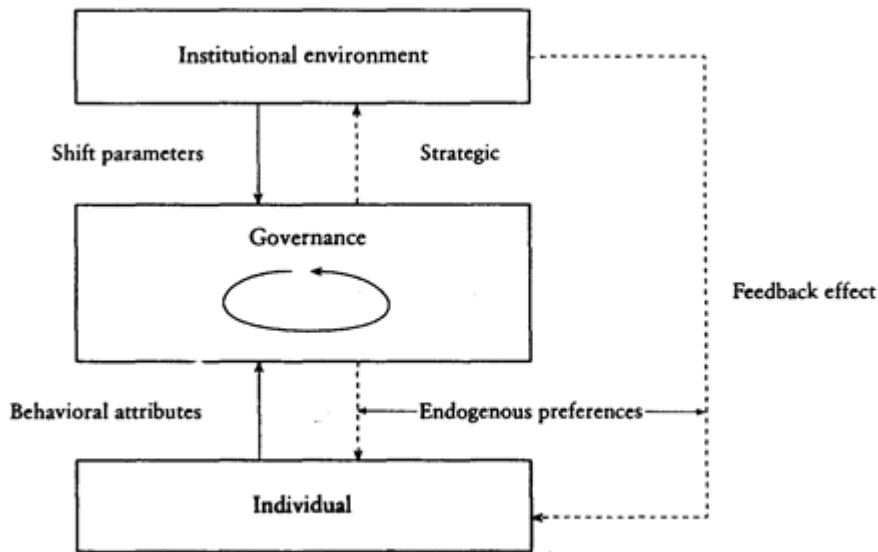 Institutional environment
Shift parameters
Strategic
Governance
Feedback effect
Behavioral attributes
Endogenous preferences
Individual